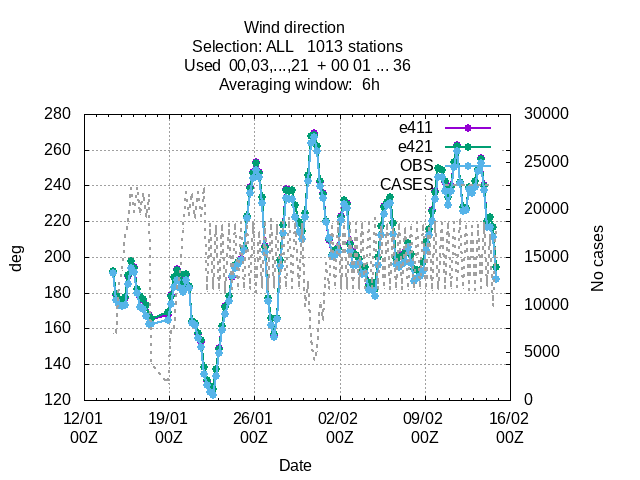 Wind direction
Selection: ALL   1013 stations
Used  00,03,...,21  + 00 01 ... 36
Averaging window:  6h
280
260
240
220
200
180
160
140
120
deg
30000
25000
20000
15000
10000
5000
0
No cases
e411
e421
OBS
CASES
12/01 00Z
19/01 00Z
26/01 00Z
02/02 00Z
09/02 00Z
16/02 00Z
Date